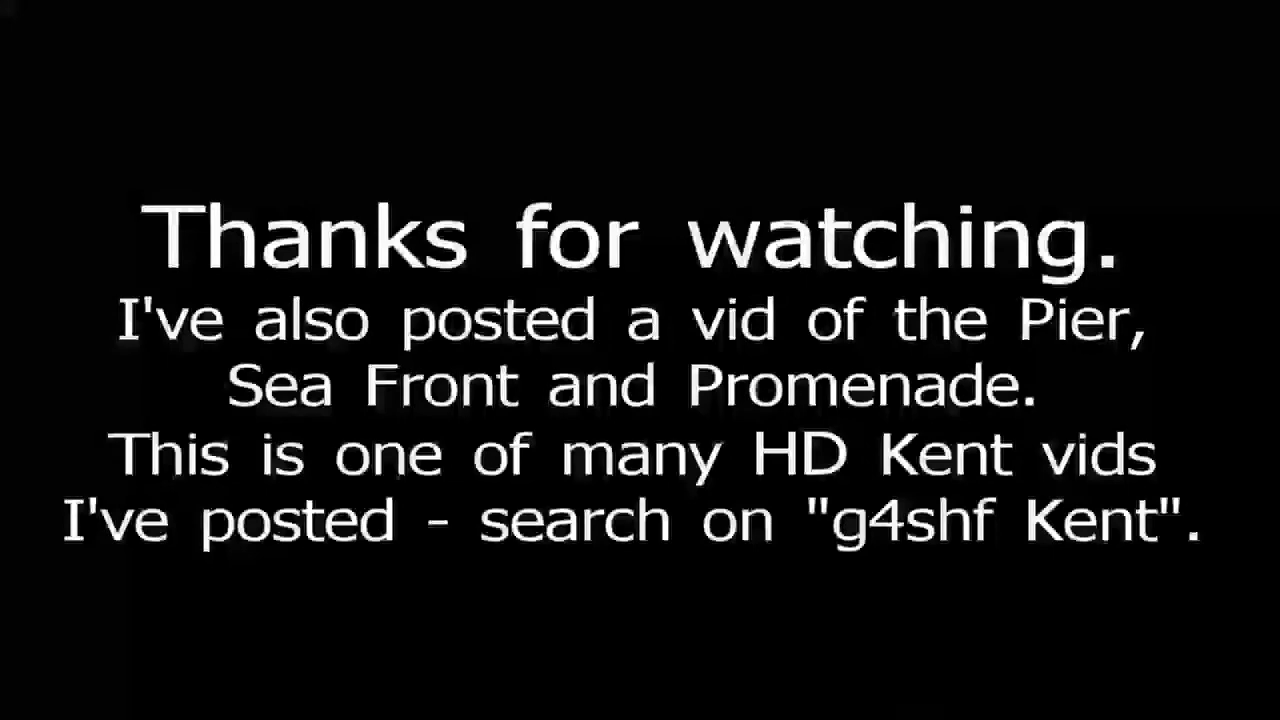 Thanks for watching.
I've also posted a vid of the Pier,
Sea Front and Promenade.
This is one of many HD Kent vids
I've posted - search on "g4shf Kent".